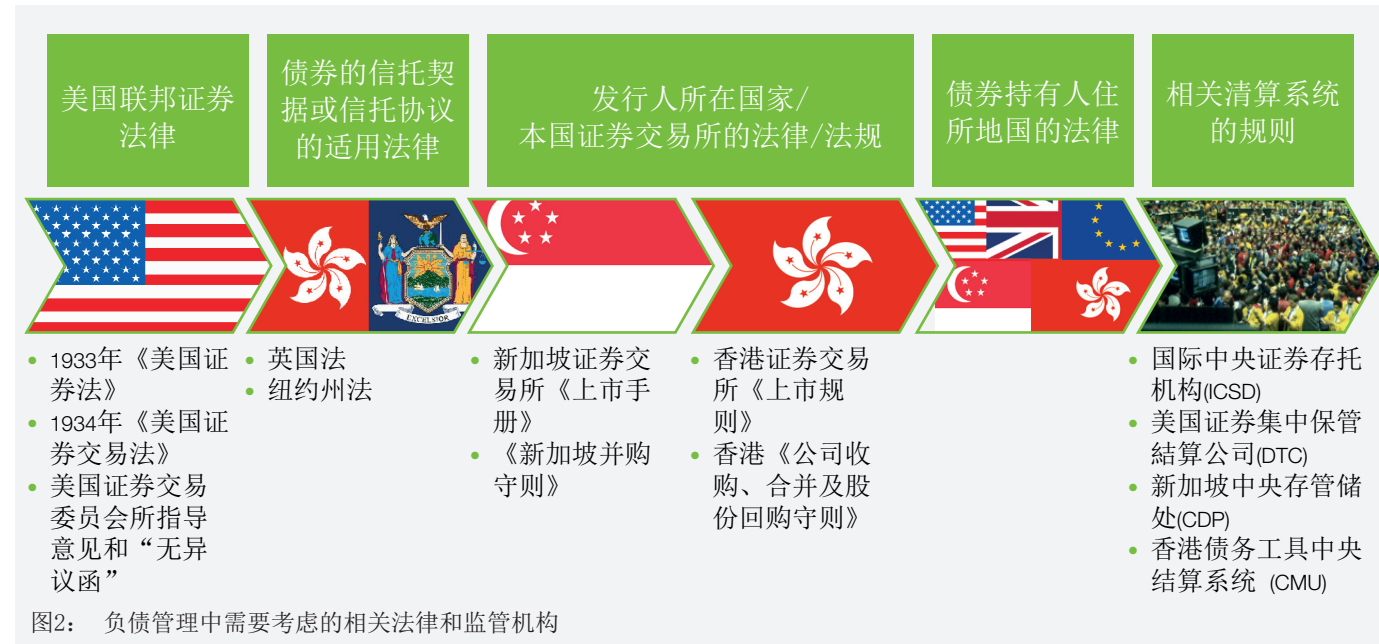 美国联邦证券
法律
债券的信托契
据或信托协议
的适用法律
发行人所在国家/
本国证券交易所的法律/法规
债券持有人住
所地国的法律
相关清算系统
的规则
EXCELSIOR
• 1933年《美国证
券法》
• 1934年《美国证
券交易法》
• 美国证券交易
委员会所指导
意见和“无异
议函”
• 英国法
• 纽约州法
• 新加坡证券交
易所《上市手
册》
• 《新加坡并购
守则》
• 香港证券交易
所《上市规
则》
• 香港《公司收
购、合并及股
份回购守则》
• 国际中央证券存托
机构(ICSD)
• 美国证券集中保管
結算公司(DTC)
• 新加坡中央存管储
处(CDP)
• 香港债务工具中央
结算系统 (CMU)
图2： 负债管理中需要考虑的相关法律和监管机构